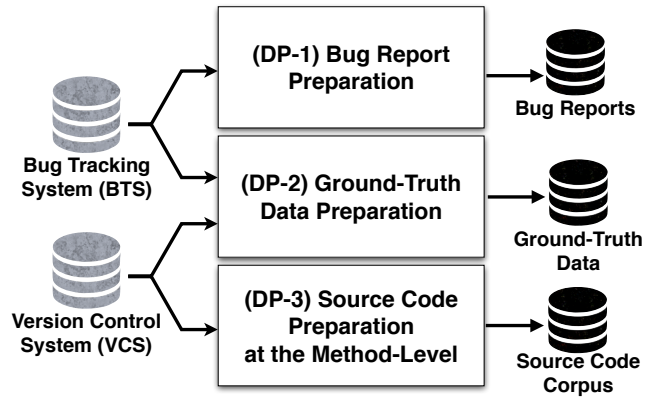 (DP-1) Bug Report
Preparation
Bug Reports
Bug Tracking
System (BTS)
(DP-2) Ground-Truth
Data Preparation
Ground-Truth
Data
Version Control
System (VCS)
(DP-3) Source Code
Preparation
at the Method-Level
Source Code
Corpus